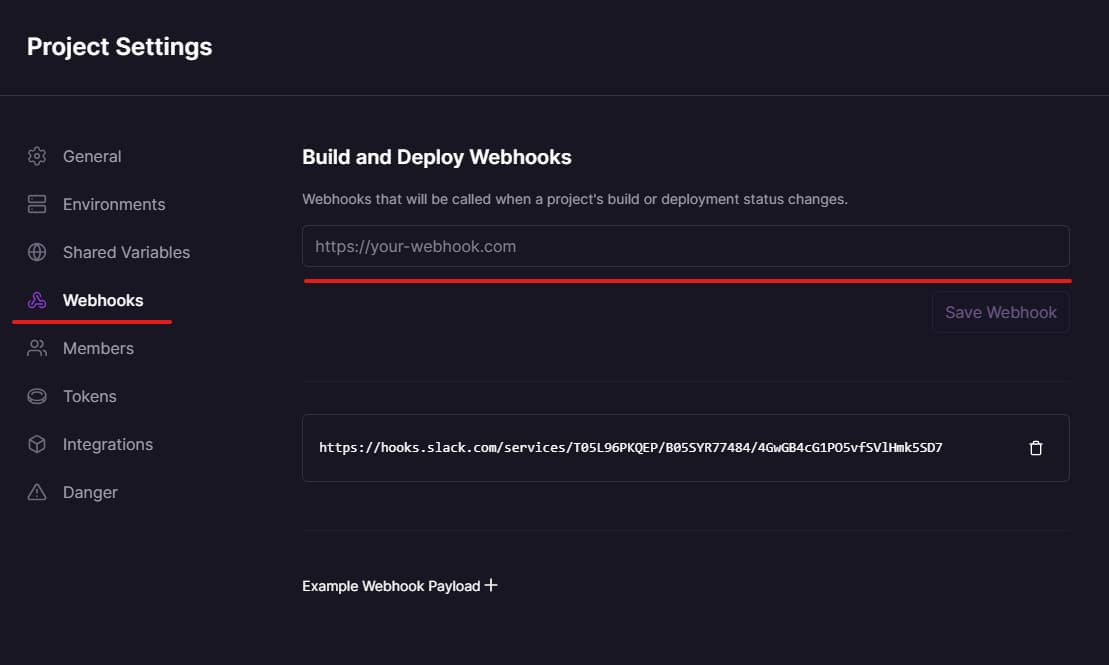 Project Settings
General
Environments
Shared Variables
Webhooks
Members
Tokens
Integrations
Danger
Build and Deploy Webhooks
Webhooks that will be called when a project's build or deployment status changes.
https://your-webhook.com
Save Webhook
https://hooks.slack.com/services/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
Example Webhook Payload +